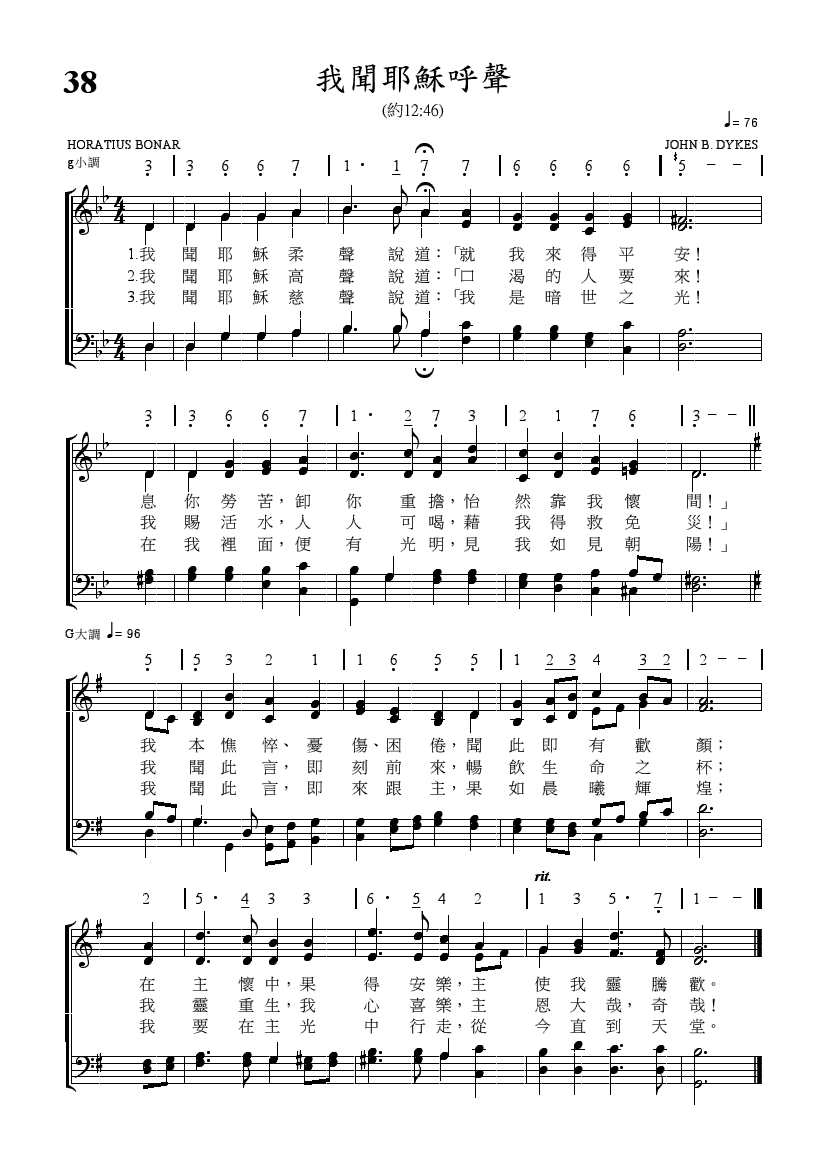 38
我聞耶穌呼聲
(約12:46)
♩= 76
HORATIUS BONAR
JOHN B. DYKES
g小調
3 | 3 6 6 7 | 1 · 1 7 7 | 6 6 6 6 | 5 – – |
1.我 聞 耶 穌 柔 聲 說 道：「就 我 來 得 平 安！
2.我 聞 耶 穌 高 聲 說 道：「口 渴 的 人 要 來！
3.我 聞 耶 穌 慈 聲 說 道：「我 是 暗 世 之 光！
3 | 3 6 6 7 | 1 · 2 7 3 | 2 1 7 6 | 3 – – ||
息 你 勞 苦，卸 你 重 擔，怡 然 靠 我 懷 間！」
我 賜 活 水，人 人 可 喝，藉 我 得 救 免 災！」
在 我 裡 面，便 有 光 明，見 我 如 見 朝 陽！」
G大調 ♩= 96
5 | 5 3 2 1 | 1 6 5 5 | 1 2 3 4 3 2 | 2 – – |
我 本 憔 悴、憂 傷、困 倦，聞 此 即 有 歡 顏；
我 聞 此 言，即 刻 前 來，暢 飲 生 命 之 杯；
我 聞 此 言，即 來 跟 主，果 如 晨 曦 輝 煌；
rit.
2 | 5 · 4 3 3 | 6 · 5 4 2 | 1 3 5 · 7 | 1 – – ||
在 主 懷 中，果 得 安 樂，主 使 我 靈 騰 歡。
我 靈 重 生，我 心 喜 樂，主 恩 大 哉，奇 哉！
我 要 在 主 光 中 行 走，從 今 直 到 天 堂。